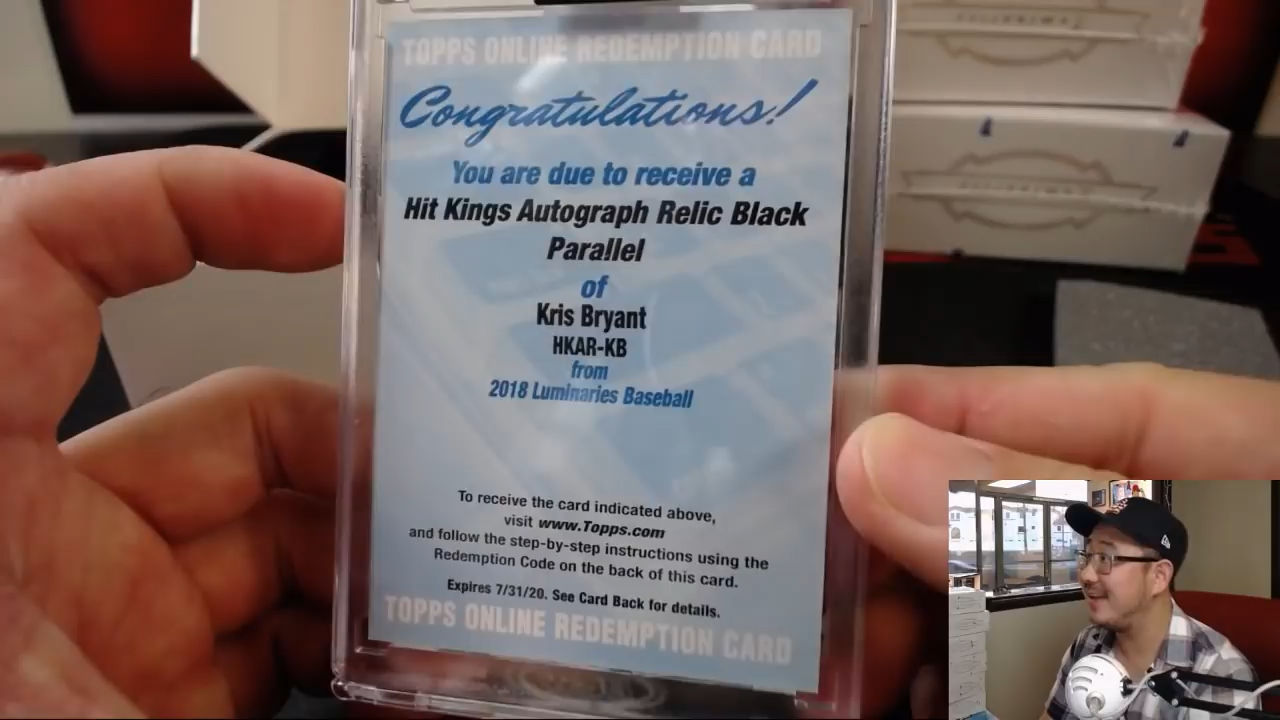 TOPPS ONLINE REDEMPTION CARD
Congratulations!
You are due to receive a
Hit Kings Autograph Relic Black
Parallel
of
Kris Bryant
HKAR-KB
from
2018 Luminaries Baseball
To receive the card indicated above,
visit www.Topps.com
and follow the step-by-step instructions using the
Redemption Code on the back of this card.
Expires 7/31/20. See Card Back for details.
TOPPS ONLINE REDEMPTION CARD